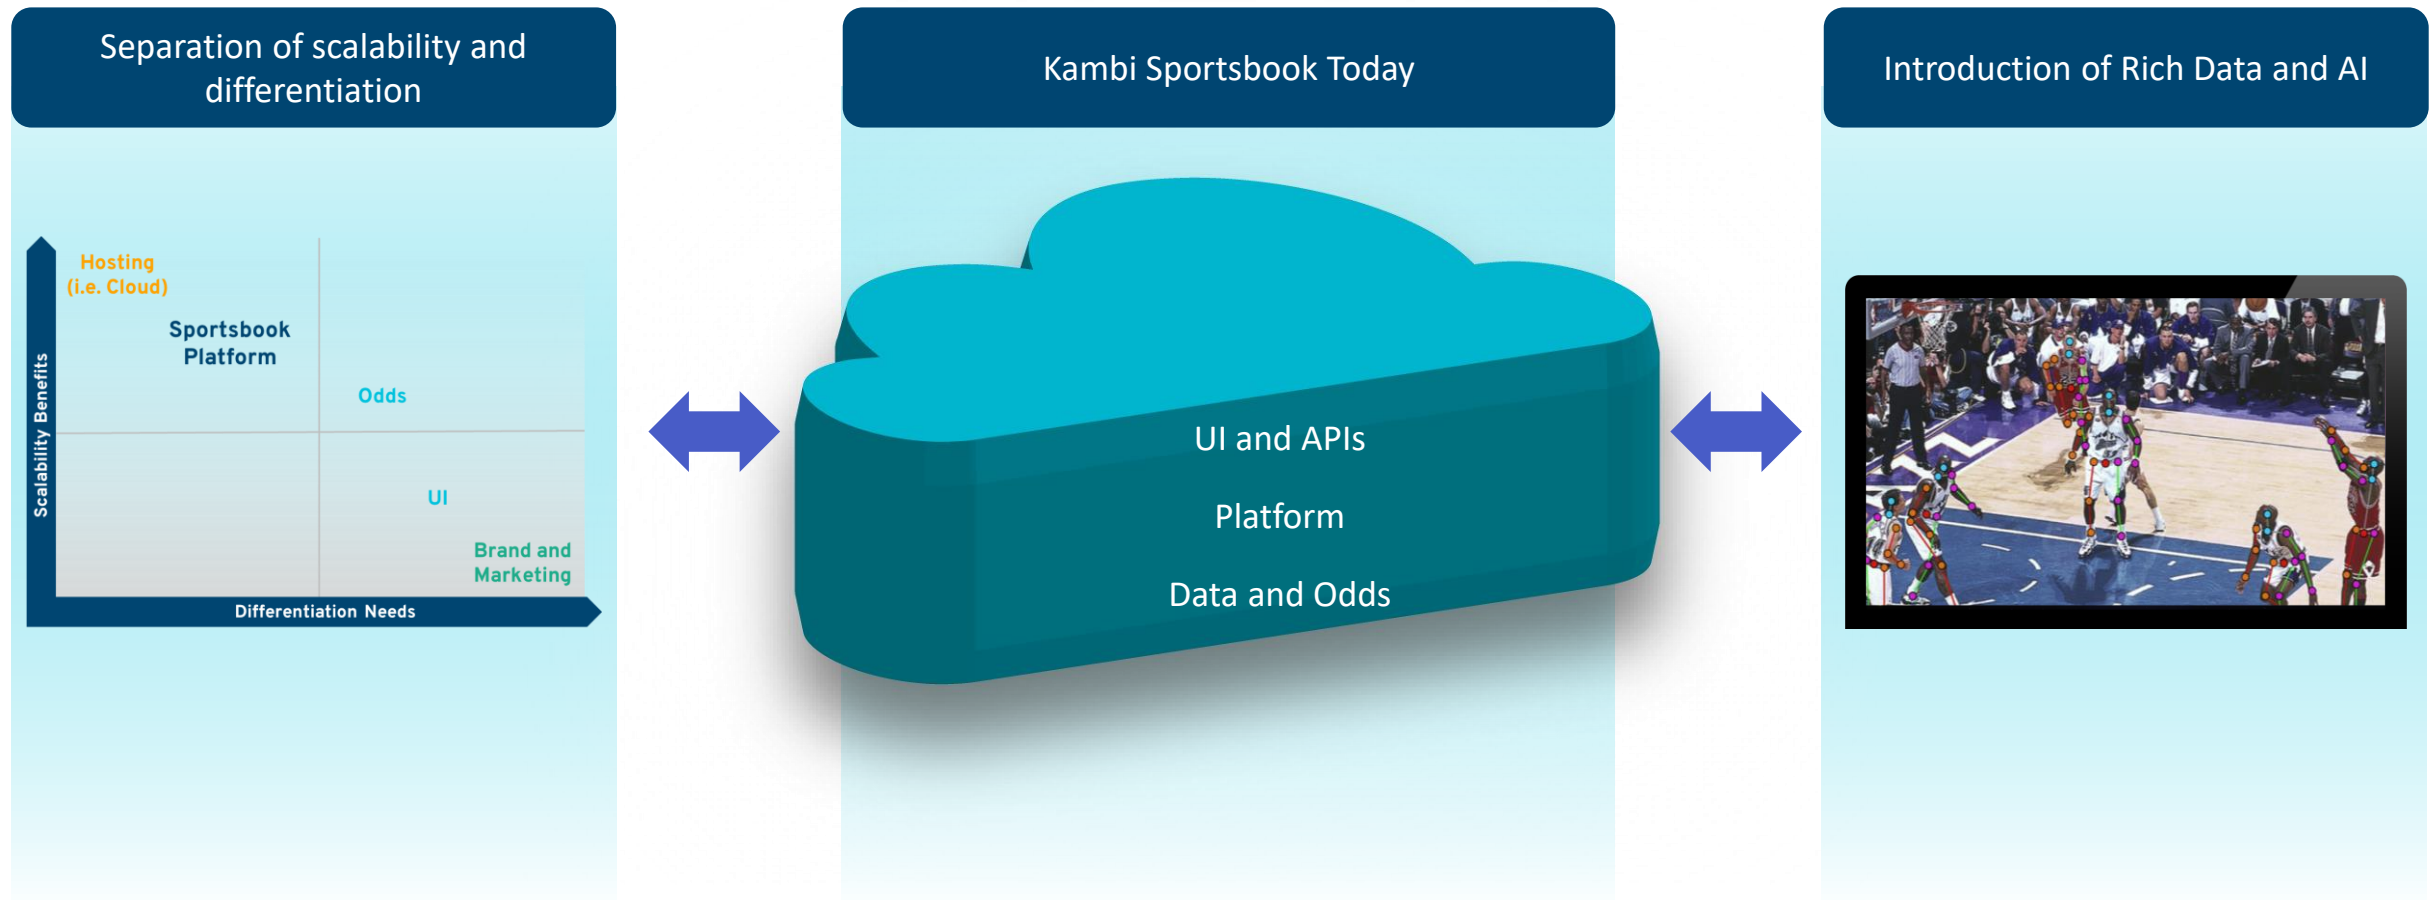 Separation of scalability and
differentiation
Hosting
(i.e. Cloud)
Sportsbook
Platform
Odds
UI
Brand and
Marketing
Scalability Benefits
Differentiation Needs
Kambi Sportsbook Today
UI and APIs
Platform
Data and Odds
Introduction of Rich Data and AI